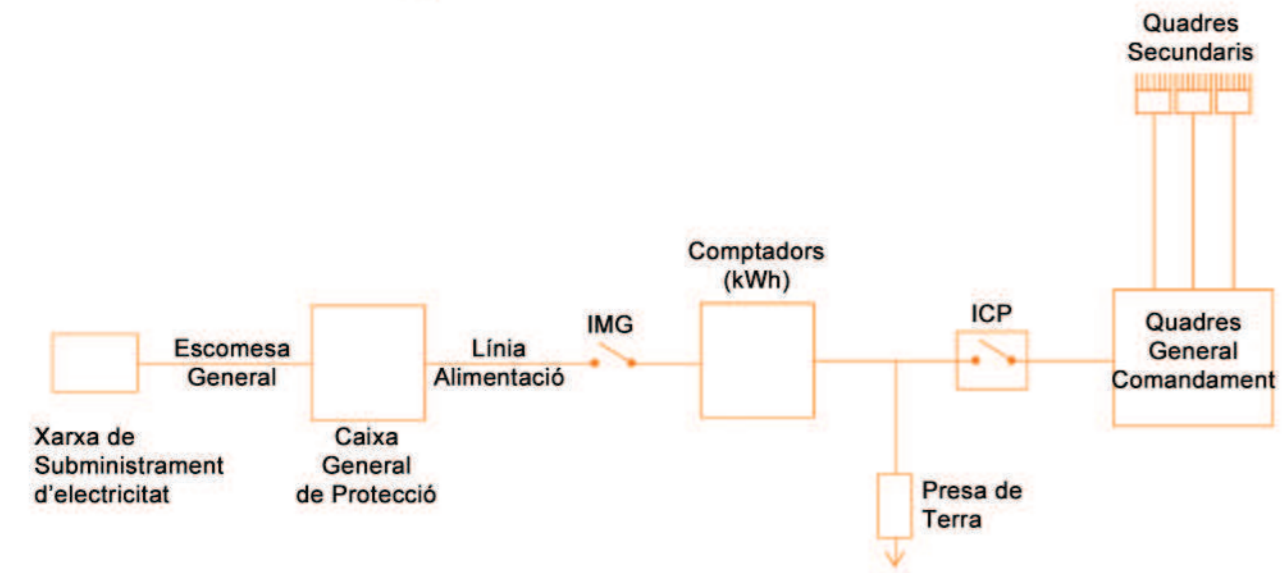 Quadres
Secundaris
Comptadors
(kWh)
IMG
ICP
Escomesa
General
Línia
Alimentació
Quadres
General
Comandament
Xarxa de
Subministrament
d'electricitat
Caixa
General
de Protecció
Presa de
Terra